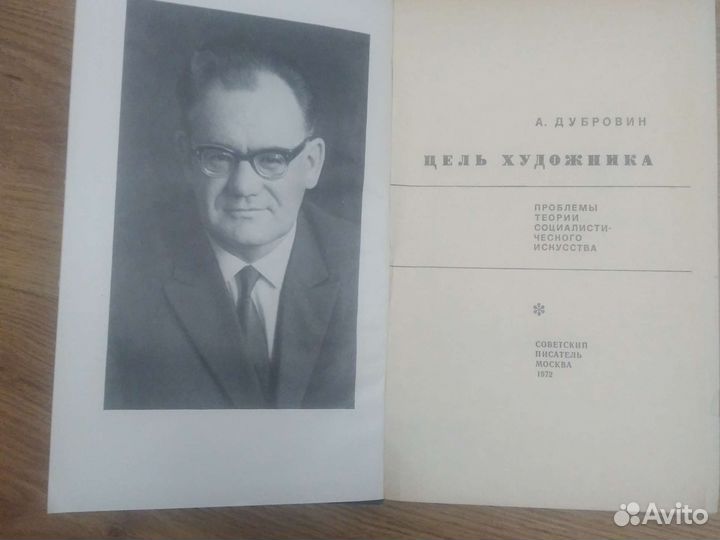 А. ДУБРОВИН
ЦЕЛЬ ХУДОЖНИКА
ПРОБЛЕМЫ
ТЕОРИИ
СОЦИАЛИСТИ-
ЧЕСКОГО
ИСКУССТВА
СОВЕТСКИЙ
ПИСАТЕЛЬ
МОСКВА
1972
Avito